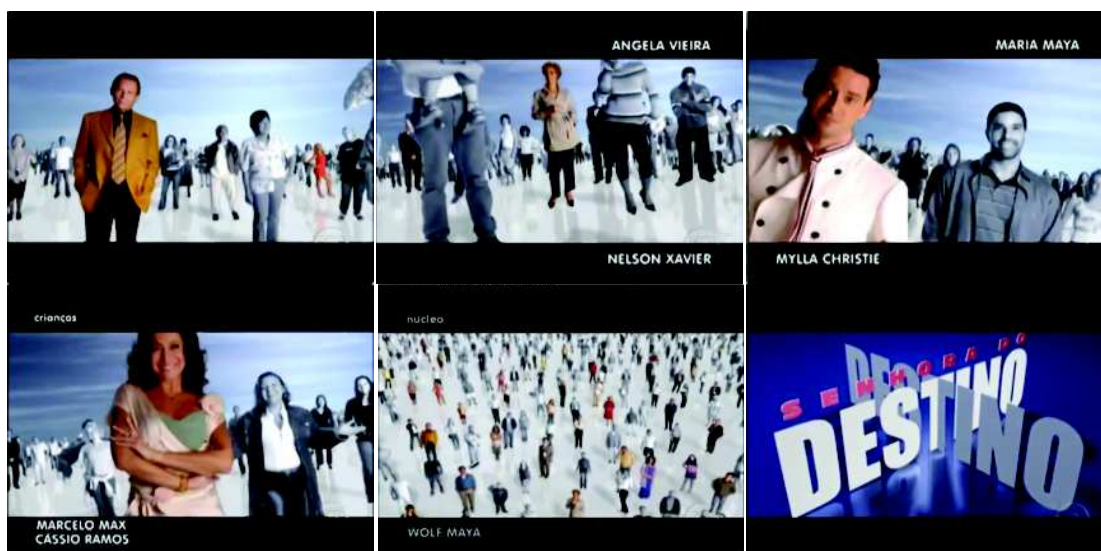 ANGELA VIEIRA
NELSON XAVIER
MARIA MAYA
MYLLA CHRISTIE
crianças
MARCELO MAX
CÁSSIO RAMOS
nucleo
WOLF MAYA
SENHORA DO
DESTINO
DESTINO